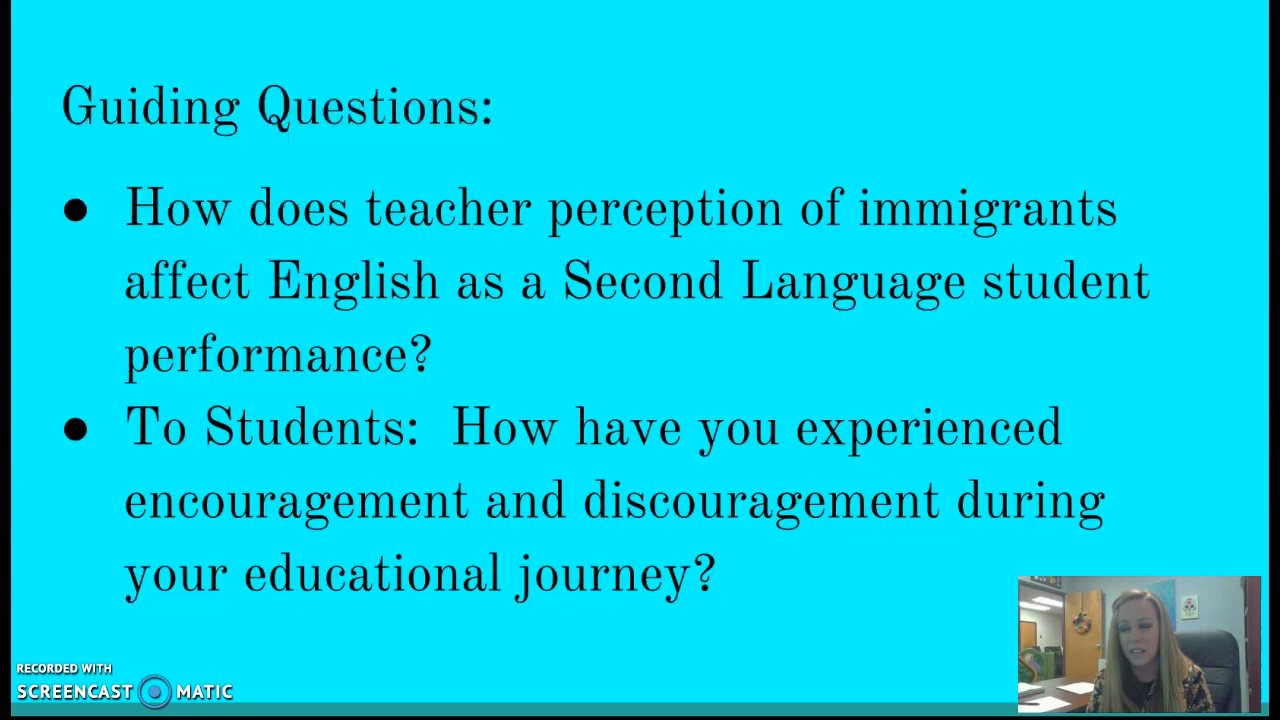 Guiding Questions:
● How does teacher perception of immigrants
affect English as a Second Language student
performance?
● To Students:  How have you experienced
encouragement and discouragement during
your educational journey?
RECORDED WITH
SCREENCAST MATIC